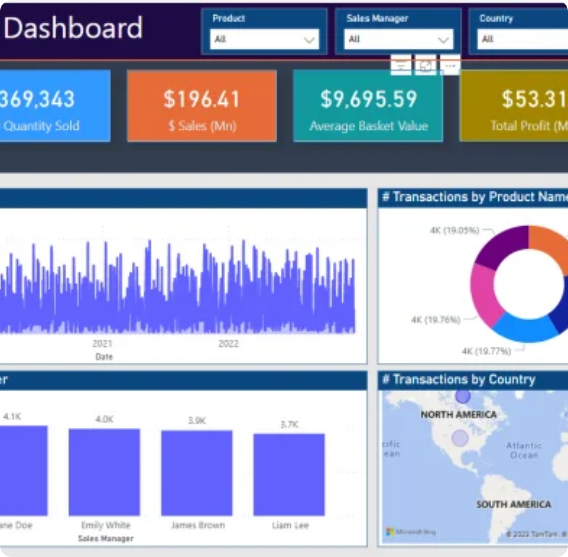 Dashboard
Product
All
Sales Manager
All
Country
All
369,343
Quantity Sold
$196.41
$ Sales (Mn)
$9,695.59
Average Basket Value
$53.31
Total Profit (M
2021
2022
Date
# Transactions by Product Name
4K (19.05%)
4K (19.76%)
4K (19.77%)
er
4.1K
4.0K
3.9K
3.7K
ane Doe
Emily White
James Brown
Liam Lee
Sales Manager
# Transactions by Country
NORTH AMERICA
cific
ean
Atlantic
Ocean
SOUTH AMERICA
Microsoft Bing
© 2023 TomTom, ©